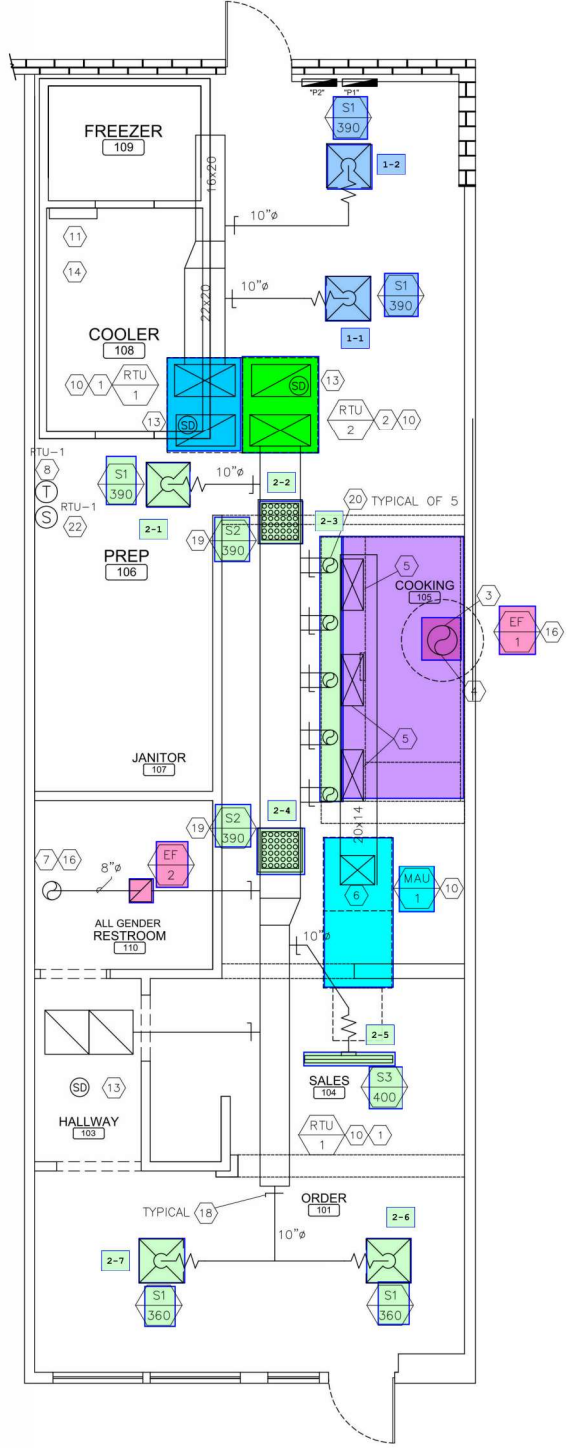 "P2" "P1"
S1
390
FREEZER
109
1-2
16x20
10"ø
11
14
22x20
10"ø
S1
390
COOLER
108
1-1
10 1 RTU
1
13
SD
SD
13
RTU
2
2 10
RTU-1
8
T
S
RTU-1
22
S1
390
10"ø
2-2
2-1
20 TYPICAL OF 5
2-3
19
S2
390
PREP
106
5
COOKING
105
3
EF
1
16
4
5
JANITOR
107
2-4
19
S2
390
20x14
7 16
8"ø
EF
2
MAU
1
10
6
ALL GENDER
RESTROOM
110
10"ø
2-5
SD 13
SALES
104
S3
400
HALLWAY
103
RTU
1
10 1
ORDER
101
TYPICAL 18
10"ø
2-6
2-7
S1
360
S1
360